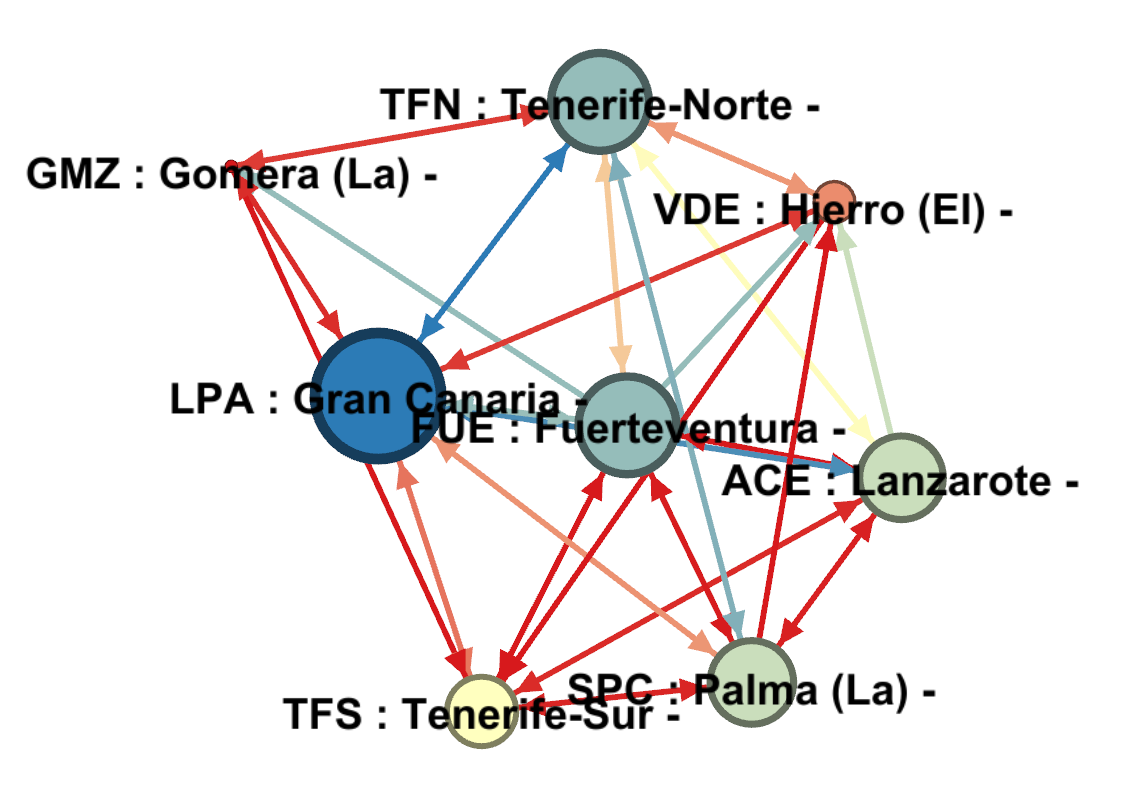 TFN : Tenerife-Norte -
GMZ : Gomera (La) -
VDE : Hierro (El) -
LPA : Gran Canaria -
FUE : Fuerteventura -
ACE : Lanzarote -
SPC : Palma (La) -
TFS : Tenerife-Sur -